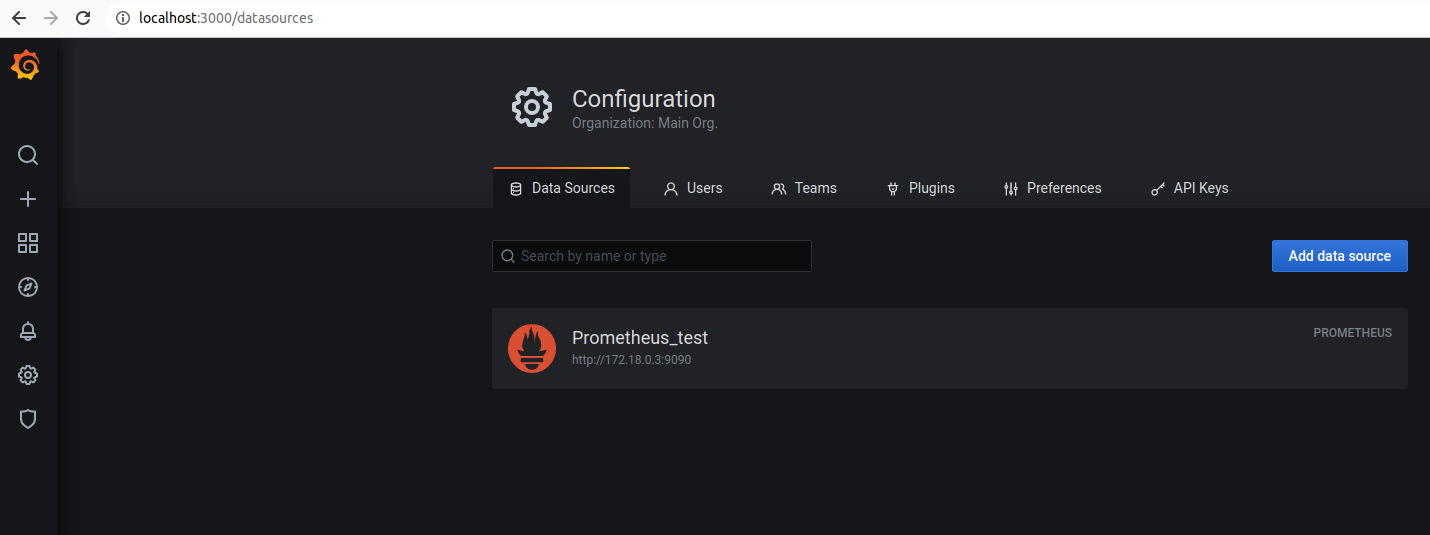 localhost:3000/datasources
Configuration
Organization: Main Org.
Data Sources Users Teams Plugins Preferences API Keys
Search by name or type Add data source
Prometheus_test PROMETHEUS
http://172.18.0.3:9090